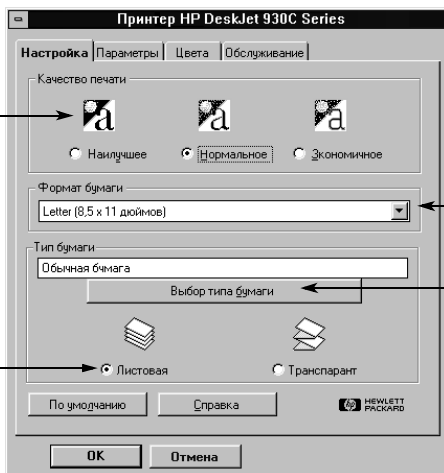 Принтер HP DeskJet 930C Series
Настройка Параметры Цвета Обслуживание
Качество печати
a a a
Наилучшее Нормальное Экономичное
Формат бумаги
Letter (8,5 x 11 дюймов)
Тип бумаги
Обычная бумага
Выбор типа бумаги
Листовая Транспарант
По умолчанию Справка hp HEWLETT PACKARD
OK Отмена